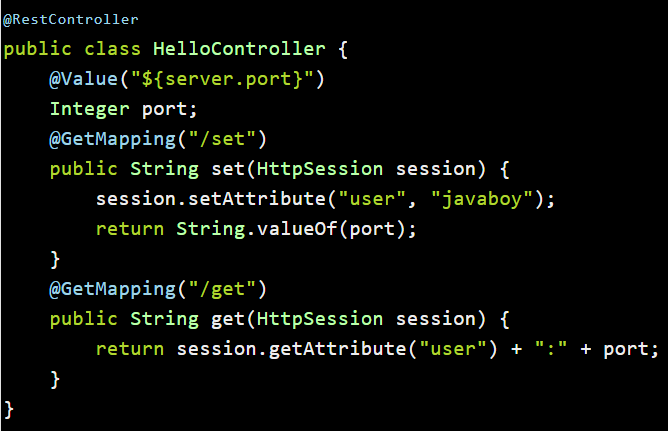 @RestController
public class HelloController {
    @Value("${server.port}")
    Integer port;
    @GetMapping("/set")
    public String set(HttpSession session) {
        session.setAttribute("user", "javaboy");
        return String.valueOf(port);
    }
    @GetMapping("/get")
    public String get(HttpSession session) {
        return session.getAttribute("user") + ":" + port;
    }
}